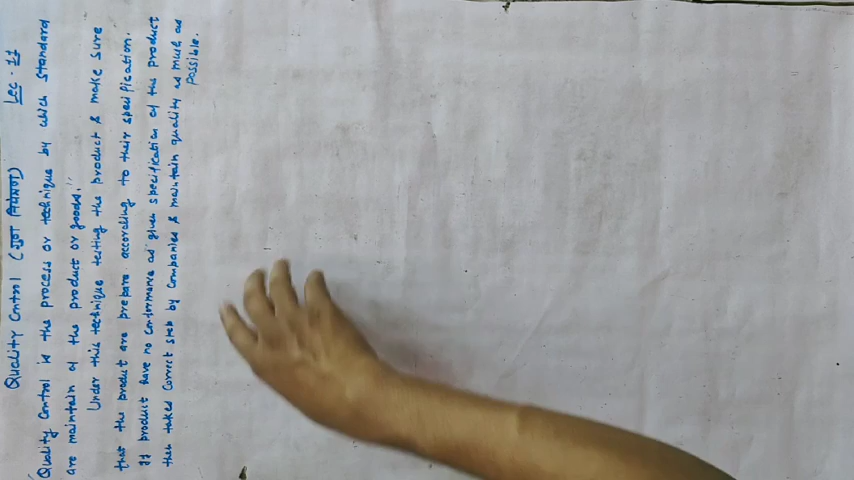 Quality Control (गुणता नियंत्रण) Lec. 11
"Quality Control is the process or technique by which standard
are maintain of the product or goods."
Under this technique testing the product & make sure
that the product are prepare according to their specification.
If product have no conformance as given specification of the product
then taked correct step by companies & maintain quality as much as
possible.